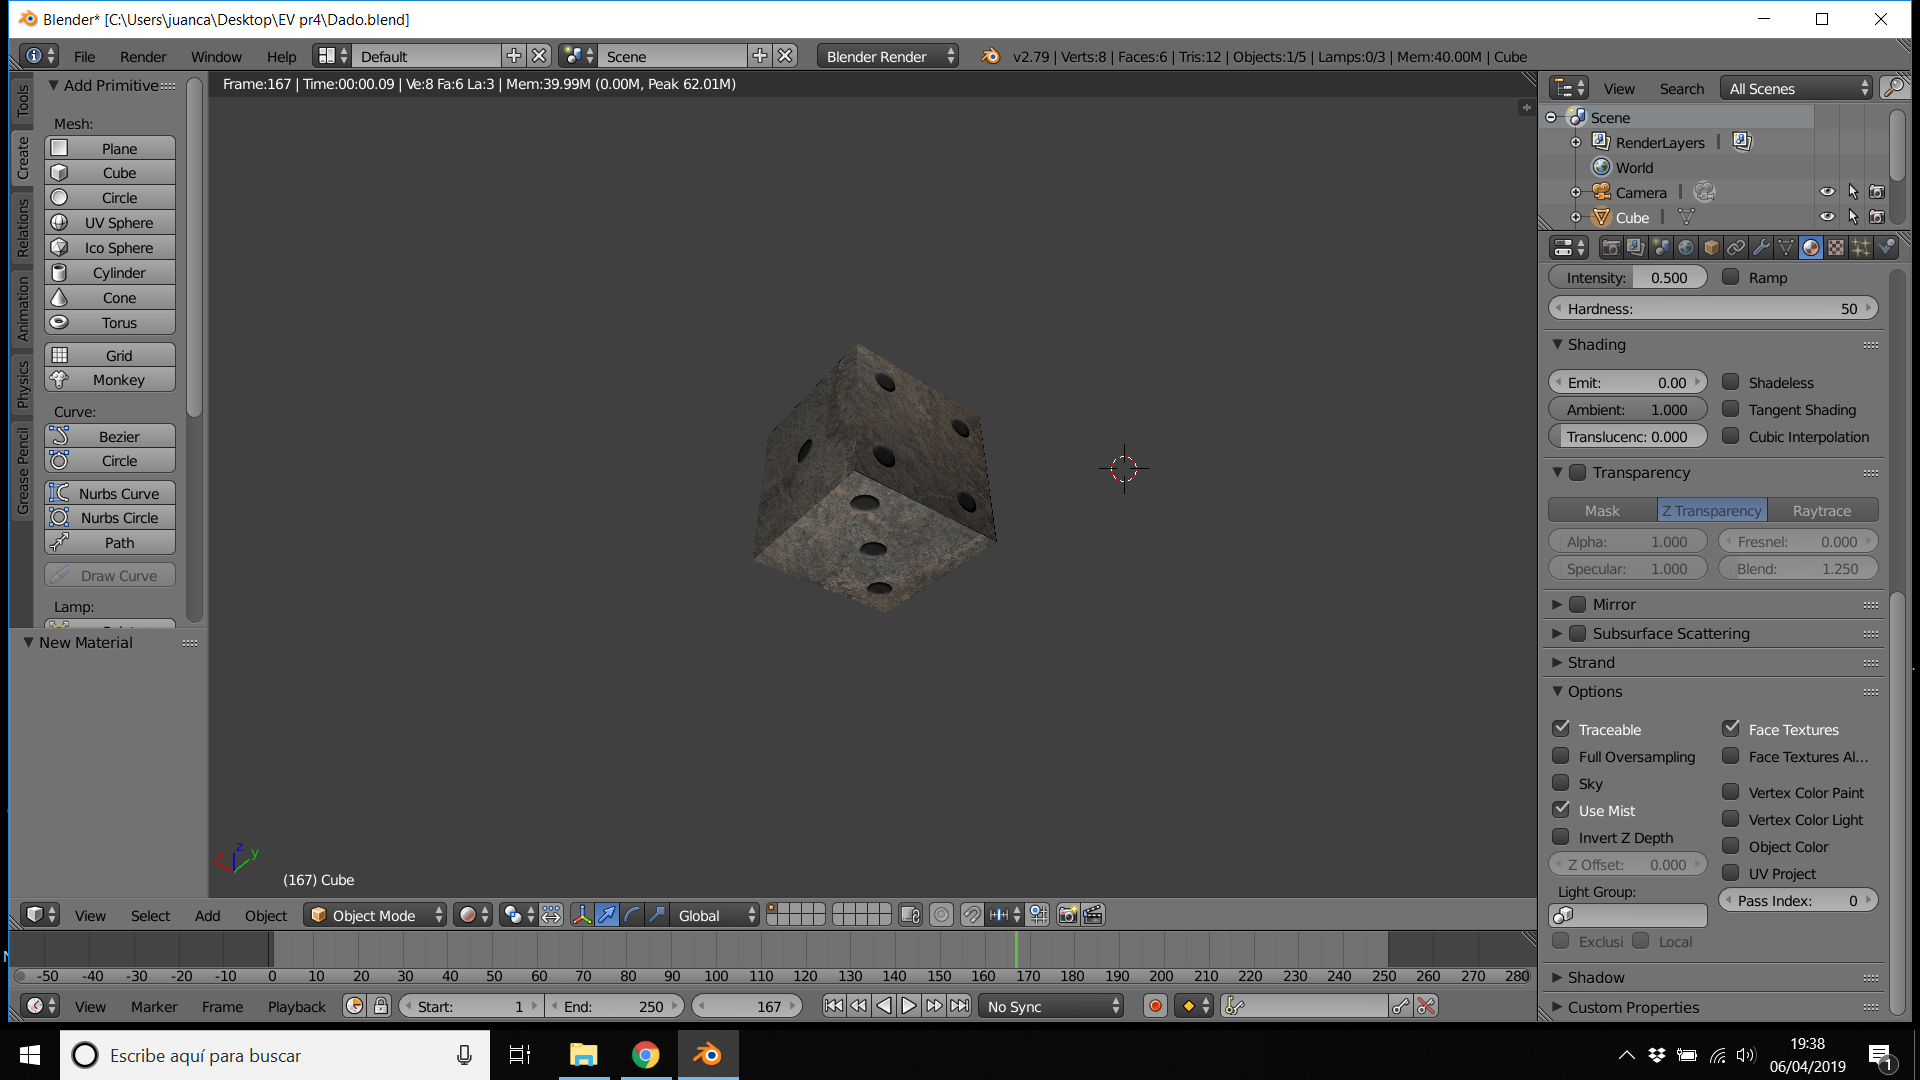 Blender* [C:\Users\juanca\Desktop\EV pr4\Dado.blend]
File Render Window Help Default Scene Blender Render v2.79 | Verts:8 | Faces:6 | Tris:12 | Objects:1/5 | Lamps:0/3 | Mem:40.00M | Cube
Frame:167 | Time:00:00.09 | Ve:8 Fa:6 La:3 | Mem:39.99M (0.00M, Peak 62.01M)
Tools
Create
Relations
Animation
Physics
Grease Pencil
Add Primitive
Mesh:
Plane
Cube
Circle
UV Sphere
Ico Sphere
Cylinder
Cone
Torus
Grid
Monkey
Curve:
Bezier
Circle
Nurbs Curve
Nurbs Circle
Path
Draw Curve
Lamp:
New Material
x z y
(167) Cube
View Search All Scenes
Scene
RenderLayers
World
Camera
Cube
Intensity: 0.500 Ramp
Hardness: 50
Shading
Emit: 0.00 Shadeless
Ambient: 1.000 Tangent Shading
Translucenc: 0.000 Cubic Interpolation
Transparency
Mask Z Transparency Raytrace
Alpha: 1.000 Fresnel: 0.000
Specular: 1.000 Blend: 1.250
Mirror
Subsurface Scattering
Strand
Options
Traceable Face Textures
Full Oversampling Face Textures Al...
Sky Vertex Color Paint
Use Mist Vertex Color Light
Invert Z Depth Object Color
Z Offset: 0.000 UV Project
Light Group: Pass Index: 0
Exclusi Local
Shadow
Custom Properties
View Select Add Object Object Mode Global
-50 -40 -30 -20 -10 0 10 20 30 40 50 60 70 80 90 100 110 120 130 140 150 160 170 180 190 200 210 220 230 240 250 260 270 280
View Marker Frame Playback Start: 1 End: 250 167 No Sync
Escribe aquí para buscar
19:38
06/04/2019
1